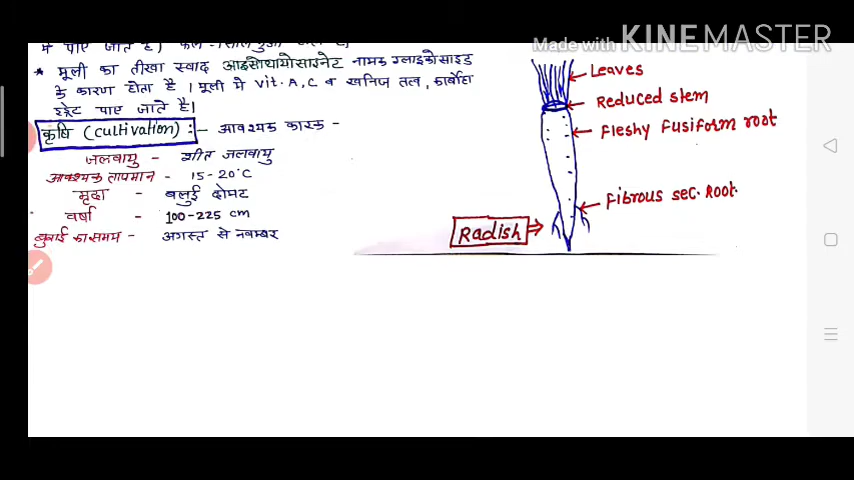 Made with KINEMASTER
में पाए जाते है।
* मूली का तीखा स्वाद आइसोथायोसाइनेट नामक ग्लाइकोसाइड
के कारण होता है। मूली मे Vit. A, C व खनिज तत्व, कार्बोहा
इड्रेट पाए जाते है।
कृषि (cultivation) :- आवश्यक कारक -
जलवायु - शीत जलवायु
आवश्यक तापमान - 15-20°C
मृदा - बलुई दोमट
वर्षा - 100-225 cm
बुवाई का समय - अगस्त से नवम्बर
Leaves
Reduced stem
Fleshy Fusiform root
Fibrous sec. Root
Radish